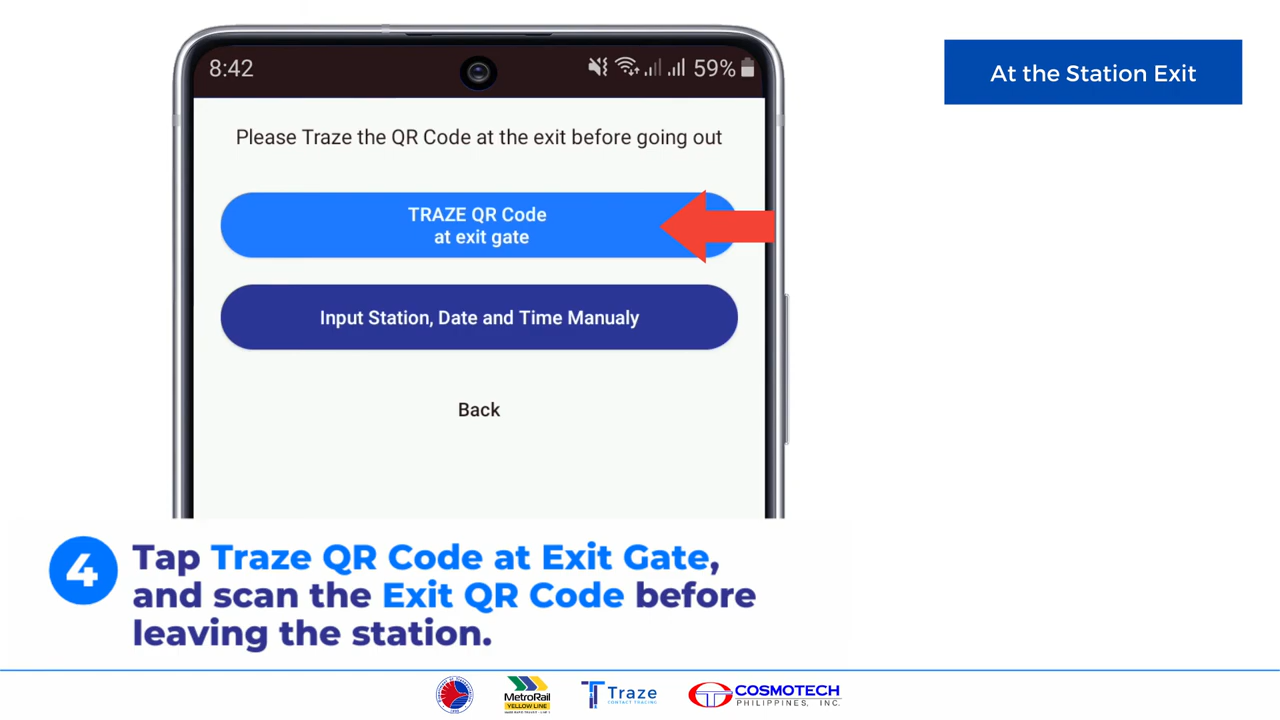 8:42
59%
At the Station Exit
Please Traze the QR Code at the exit before going out
TRAZE QR Code
at exit gate
Input Station, Date and Time Manualy
Back
4
Tap Traze QR Code at Exit Gate,
and scan the Exit QR Code before
leaving the station.
MetroRail
YELLOW LINE
Traze
CONTACT TRACING
COSMOTECH
PHILIPPINES, INC.